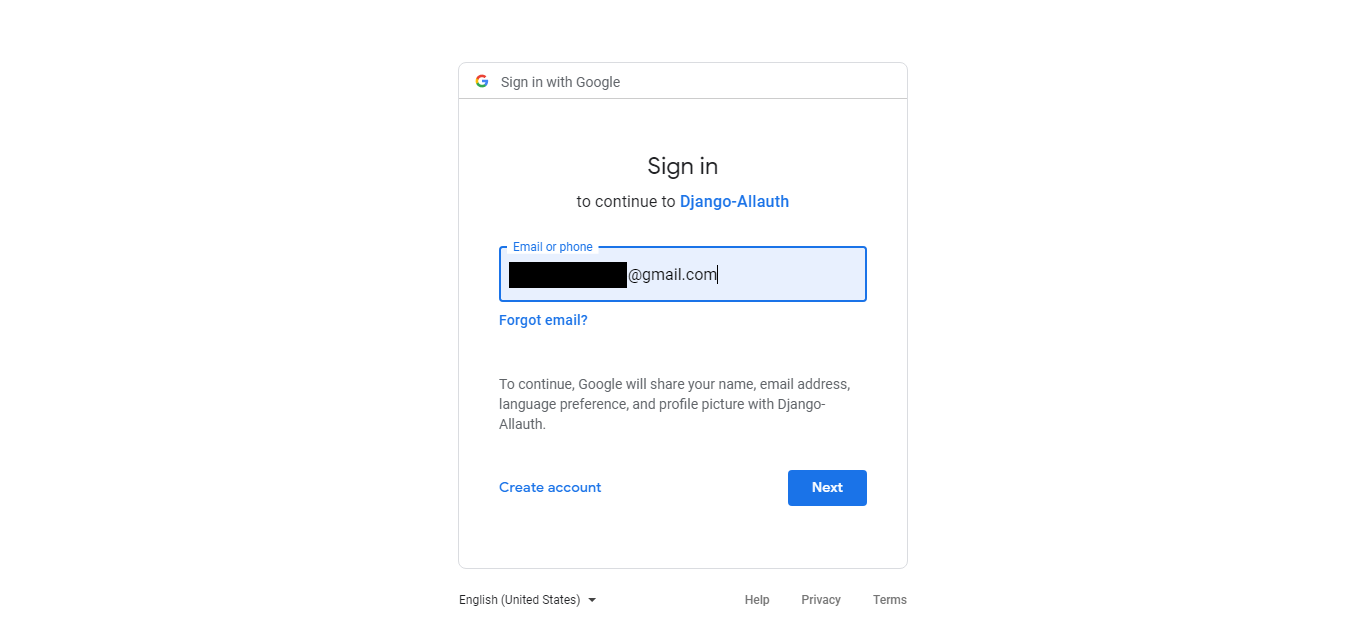 Sign in with Google
Sign in
to continue to Django-Allauth
Email or phone
@gmail.com
Forgot email?
To continue, Google will share your name, email address,
language preference, and profile picture with Django-
Allauth.
Create account Next
English (United States) Help Privacy Terms